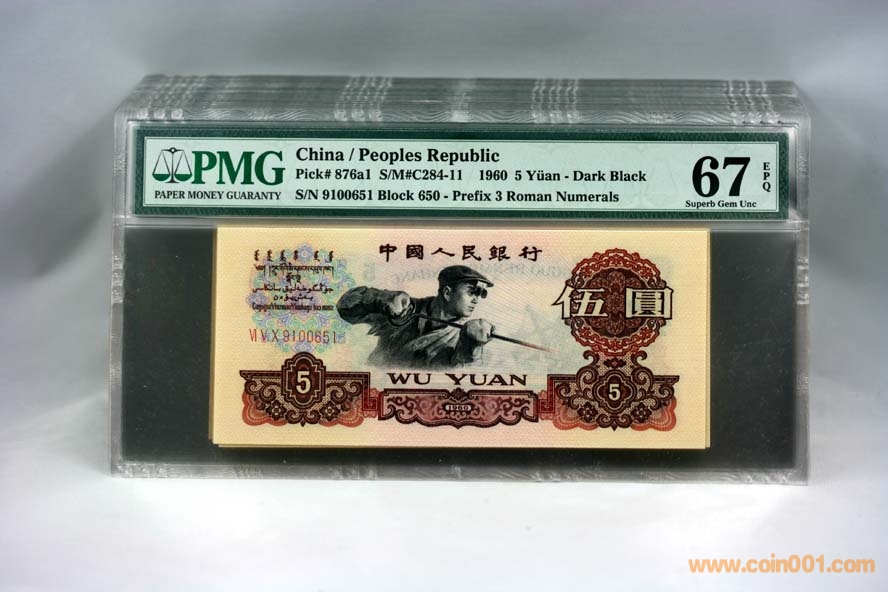 PMG
PAPER MONEY GUARANTY
China / Peoples Republic
Pick# 876a1 S/M#C284-11 1960 5 Yüan - Dark Black
S/N 9100651 Block 650 - Prefix 3 Roman Numerals
67
EPQ
Superb Gem Unc
中國人民銀行
伍圓
VI V X 9100651
5
WU YUAN
1960
5
www.coin001.com